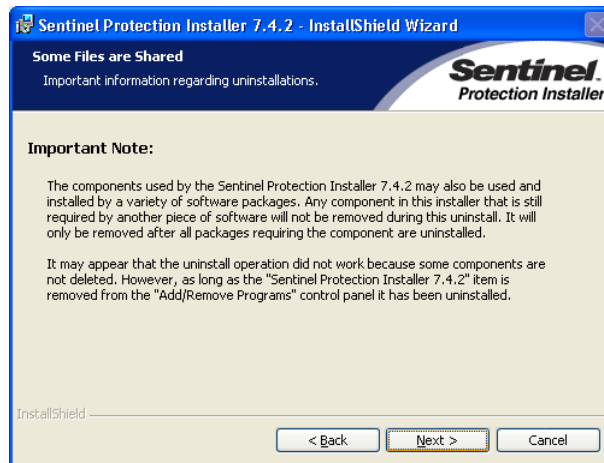 Sentinel Protection Installer 7.4.2 - InstallShield Wizard
Some Files are Shared
Important information regarding uninstallations.
Sentinel.
Protection Installer
Important Note:
The components used by the Sentinel Protection Installer 7.4.2 may also be used and
installed by a variety of software packages. Any component in this installer that is still
required by another piece of software will not be removed during this uninstall. It will
only be removed after all packages requiring the component are uninstalled.
It may appear that the uninstall operation did not work because some components are
not deleted. However, as long as the "Sentinel Protection Installer 7.4.2" item is
removed from the "Add/Remove Programs" control panel it has been uninstalled.
InstallShield
< Back
Next >
Cancel